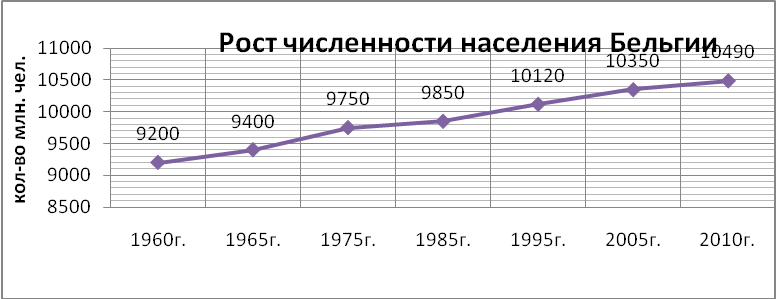 Рост численности населения Бельгии
кол-во млн. чел.
11000
10500
10000
9500
9000
8500
9200
9400
9750
9850
10120
10350
10490
1960г.
1965г.
1975г.
1985г.
1995г.
2005г.
2010г.